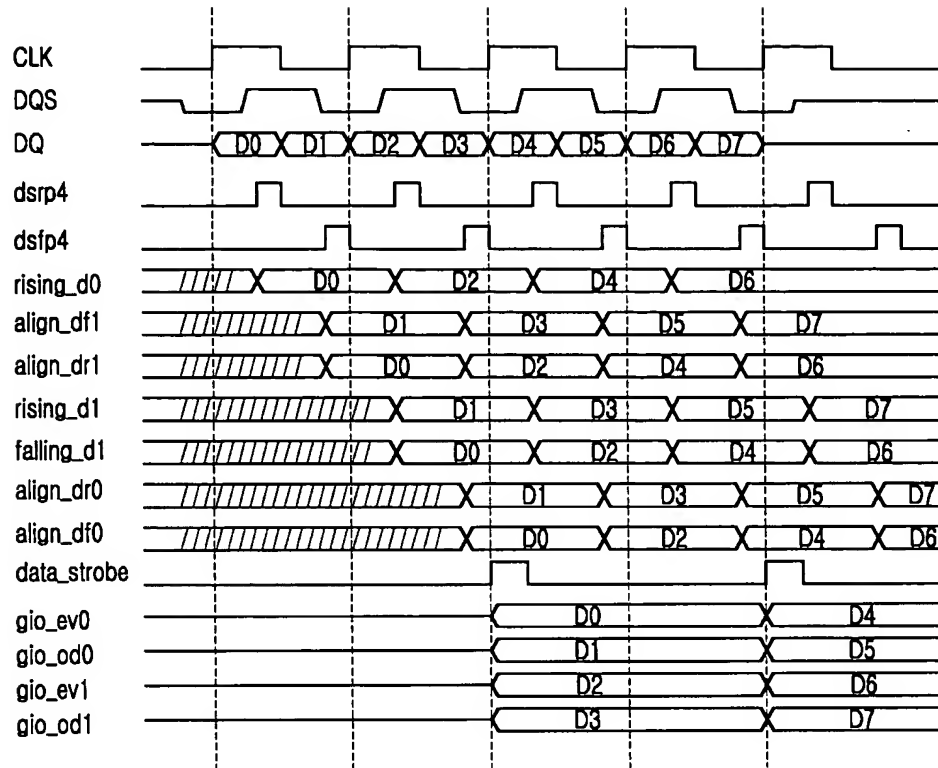 CLK
DQS
DQ D0 D1 D2 D3 D4 D5 D6 D7
dsrp4
dsfp4
rising_d0 D0 D2 D4 D6
align_df1 D1 D3 D5 D7
align_dr1 D0 D2 D4 D6
rising_d1 D1 D3 D5 D7
falling_d1 D0 D2 D4 D6
align_dr0 D1 D3 D5 D7
align_df0 D0 D2 D4 D6
data_strobe
gio_ev0 D0 D4
gio_od0 D1 D5
gio_ev1 D2 D6
gio_od1 D3 D7